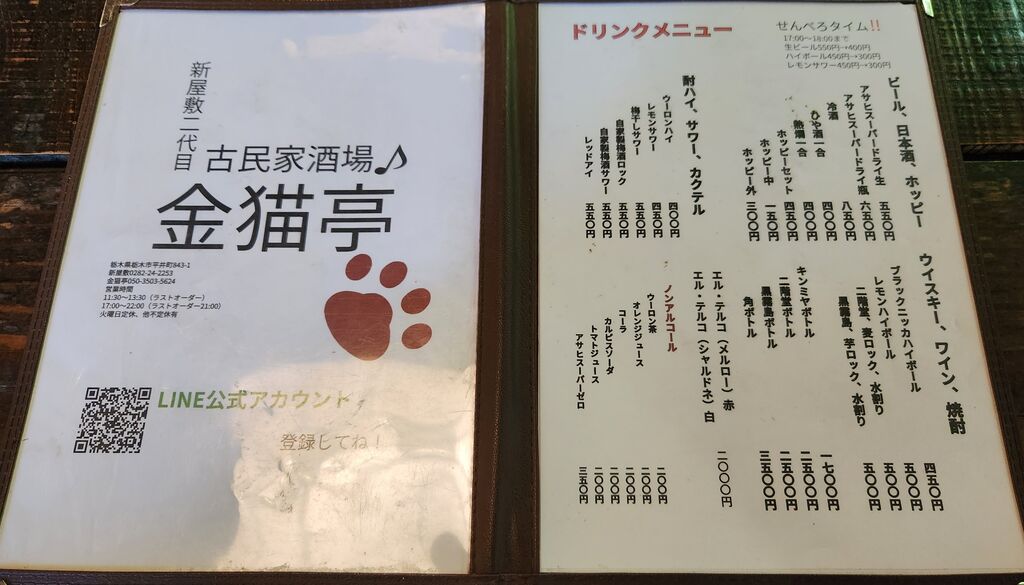 新屋敷二代目
古民家酒場♪
金猫亭
栃木県栃木市平井町843-1
新屋敷0282-24-2253
金猫亭050-3503-5624
営業時間
11:30〜13:30（ラストオーダー）
17:00〜22:00（ラストオーダー21:00）
火曜日定休、他不定休有
LINE公式アカウント
登録してね！
ドリンクメニュー
せんべろタイム!!
17:00〜18:00まで
生ビール550円→400円
ハイボール450円→300円
レモンサワー450円→300円
ビール、日本酒、ホッピー
アサヒスーパードライ生 五五〇円
アサヒスーパードライ瓶 六五〇円
冷酒 八五〇円
ひや酒一合 四〇〇円
熱燗一合 四〇〇円
ホッピーセット 四五〇円
ホッピー中 一五〇円
ホッピー外 三〇〇円
酎ハイ、サワー、カクテル
ウーロンハイ 四〇〇円
レモンサワー 四五〇円
梅干しサワー 五五〇円
自家製梅酒ロック 五五〇円
自家製梅酒サワー 五五〇円
レッドアイ 五五〇円
ウイスキー、ワイン、焼酎
ブラックニッカハイボール 四五〇円
レモンハイボール 五〇〇円
二階堂、麦ロック、水割り 五〇〇円
黒霧島、芋ロック、水割り 五〇〇円
キンミヤボトル 一七〇〇円
二階堂ボトル 二五〇〇円
黒霧島ボトル 二五〇〇円
角ボトル 三五〇〇円
エル・テルコ（メルロー）赤
エル・テルコ（シャルドネ）白 二〇〇〇円
ノンアルコール
ウーロン茶 二〇〇円
オレンジジュース 二〇〇円
コーラ 二〇〇円
カルピスソーダ 二〇〇円
トマトジュース 二〇〇円
アサヒスーパーゼロ 三五〇円